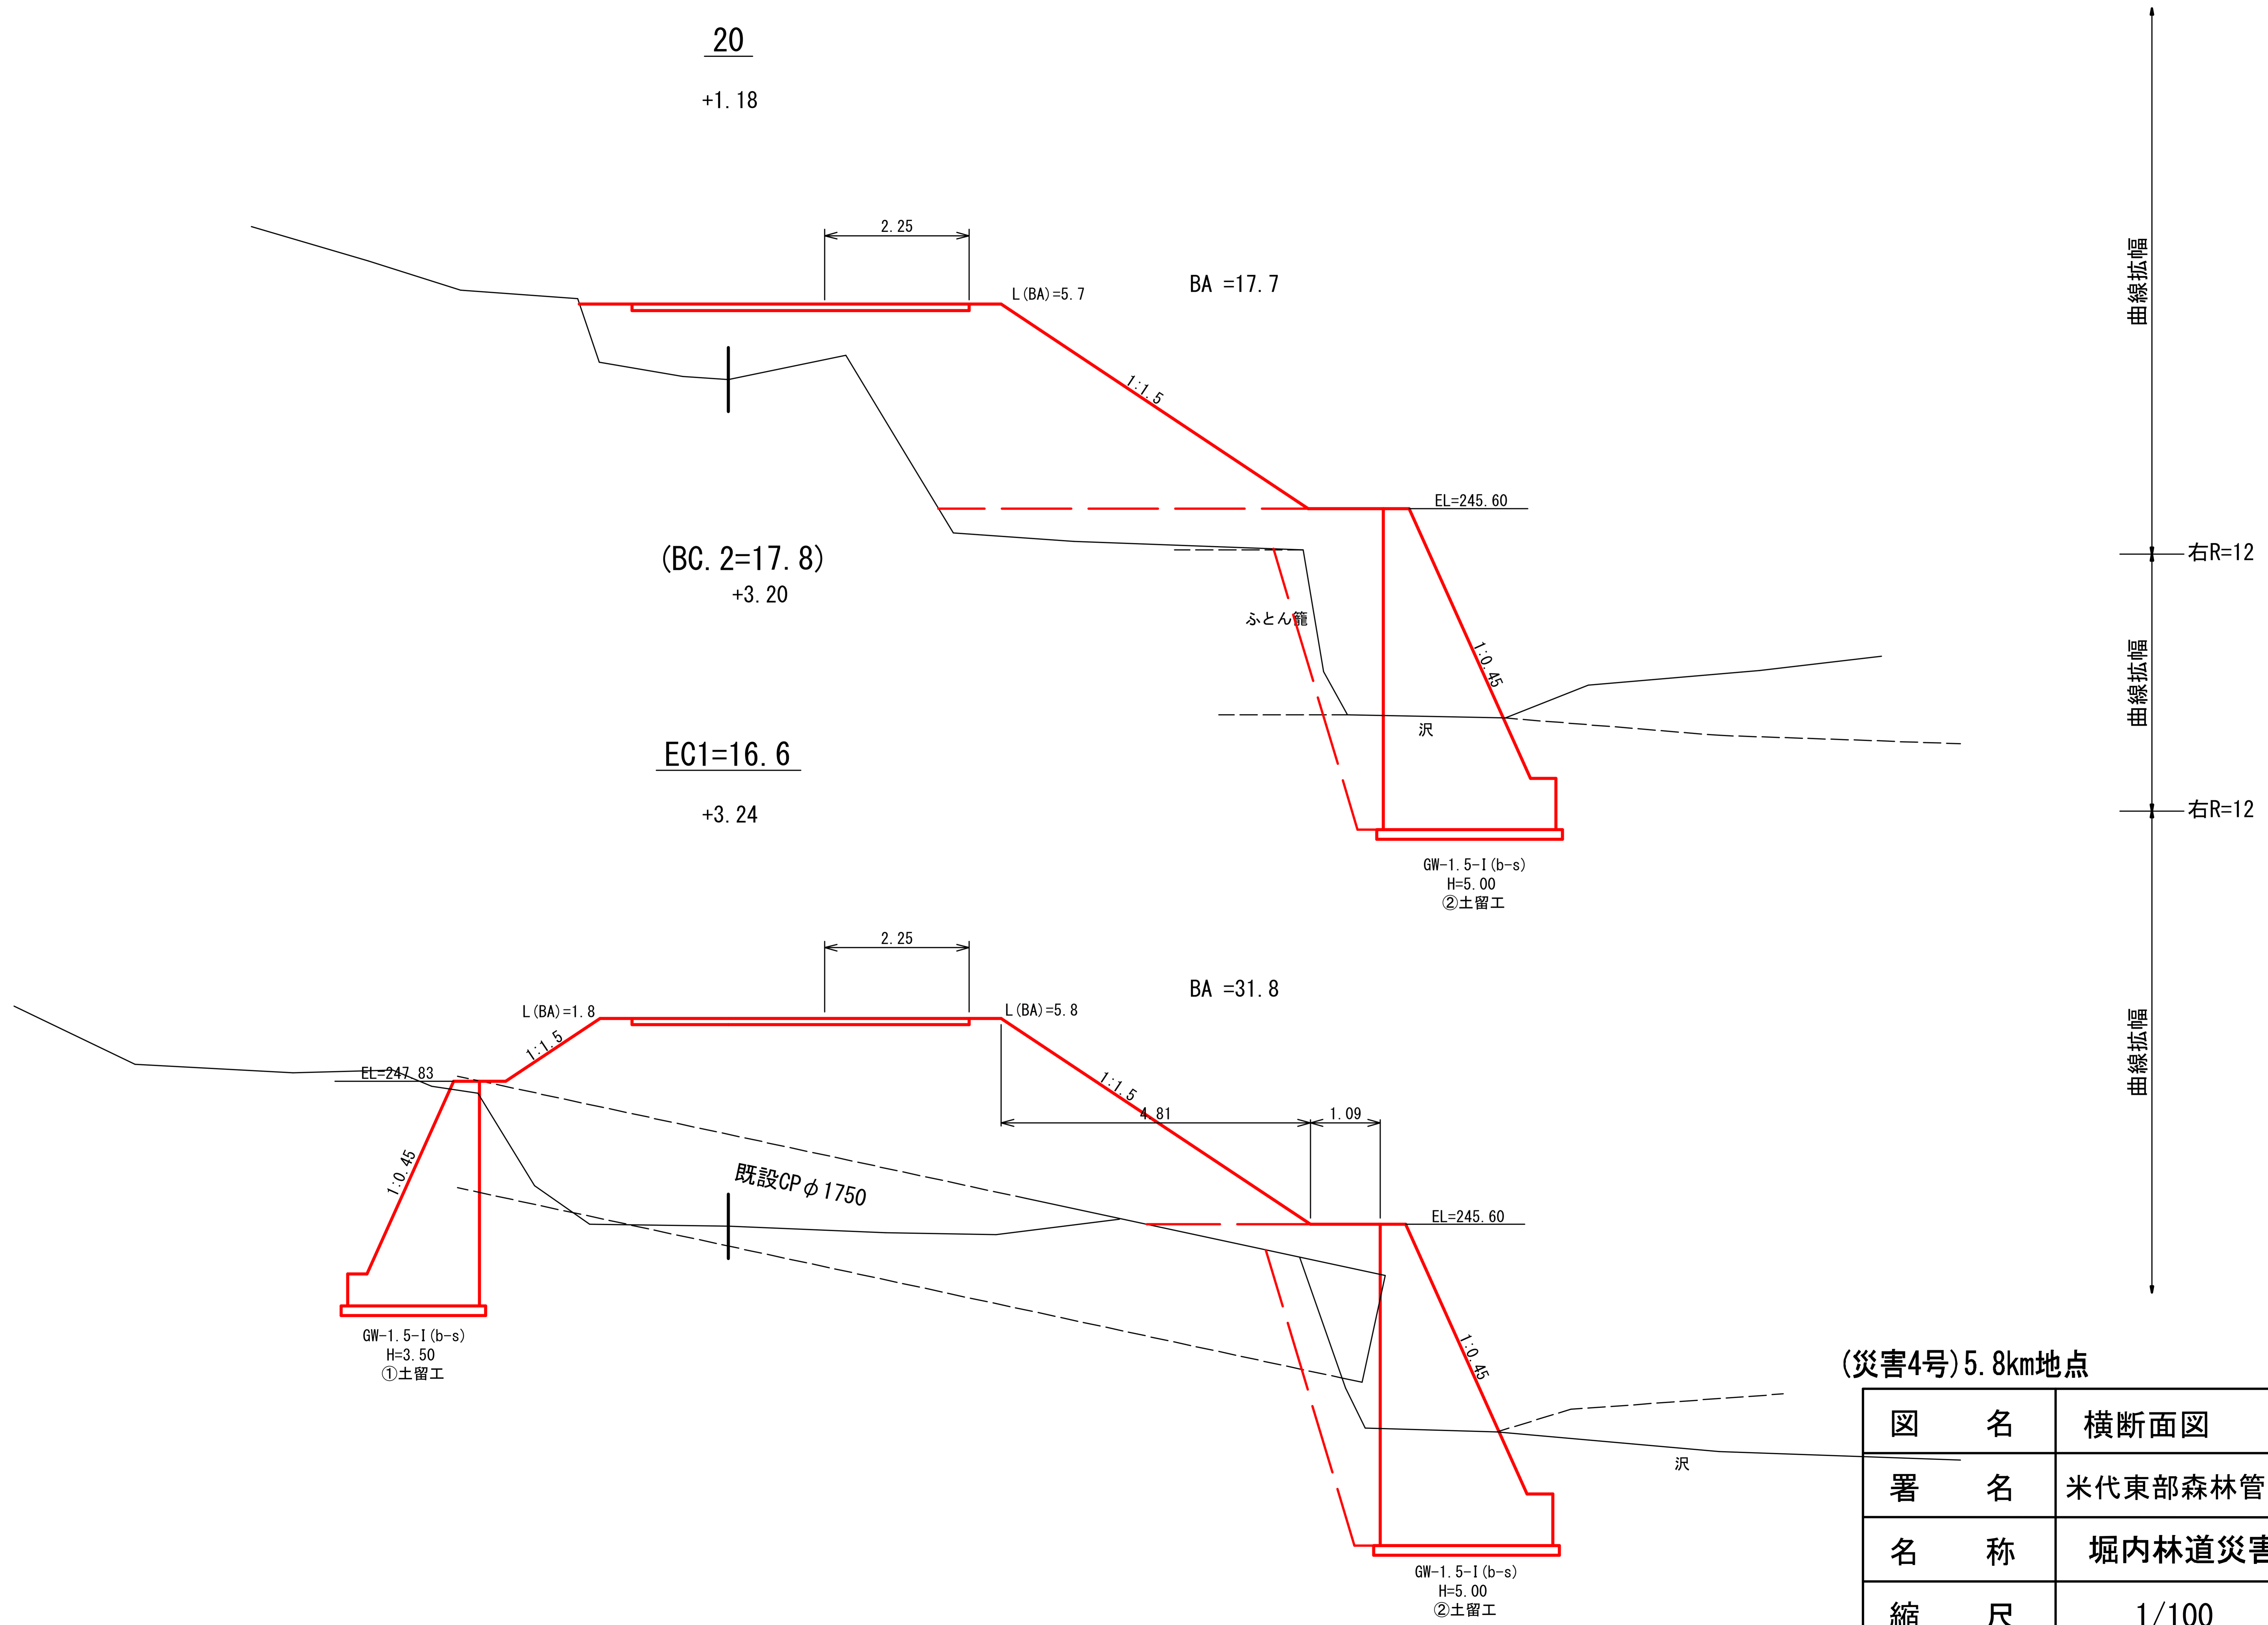 20
+1.18
2.25
L(BA)=5.7
BA =17.7
1:1.5
EL=245.60
(BC.2=17.8)
+3.20
ふとん籠
1:0.45
沢
EC1=16.6
+3.24
GW-1.5-I(b-s)
H=5.00
②土留工
2.25
L(BA)=1.8
L(BA)=5.8
BA =31.8
1:1.5
EL=247.83
1:1.5
4.81
1.09
1:0.45
既設CPφ1750
EL=245.60
1:0.45
沢
GW-1.5-I(b-s)
H=3.50
①土留工
GW-1.5-I(b-s)
H=5.00
②土留工
曲線拡幅
右R=12
曲線拡幅
右R=12
曲線拡幅
(災害4号)5.8km地点
図 名 横断面図
署 名 米代東部森林管
名 称 堀内林道災害
縮 尺 1/100